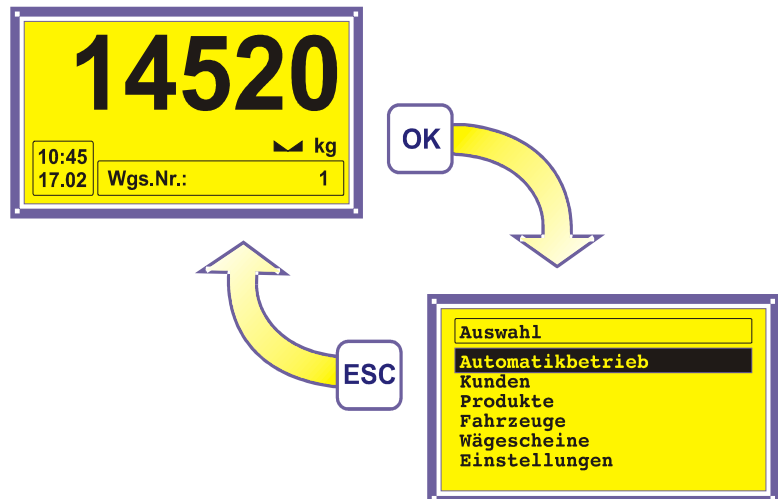 14520
kg
10:45
17.02
Wgs.Nr.: 1
OK
ESC
Auswahl
Automatikbetrieb
Kunden
Produkte
Fahrzeuge
Wägescheine
Einstellungen